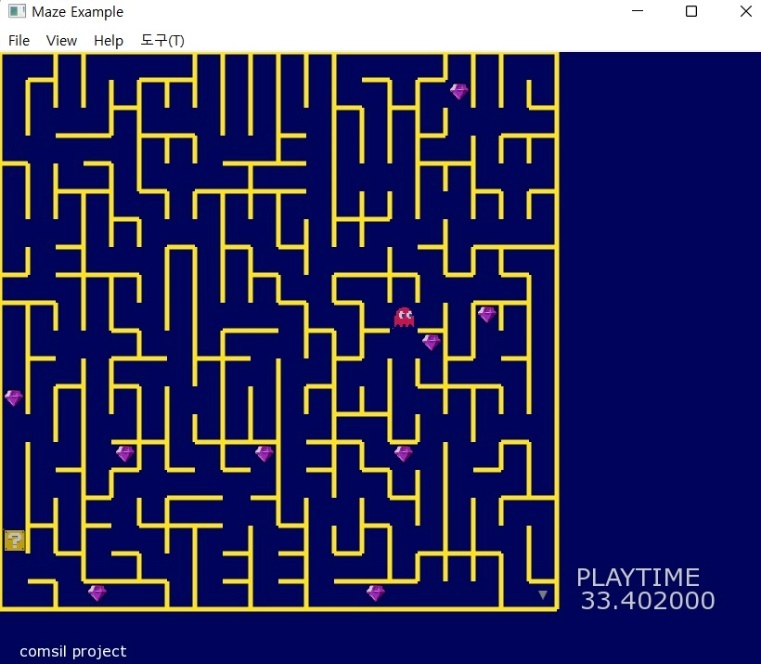 Maze Example
File View Help 도구(T)
?
PLAYTIME
33.402000
comsil project